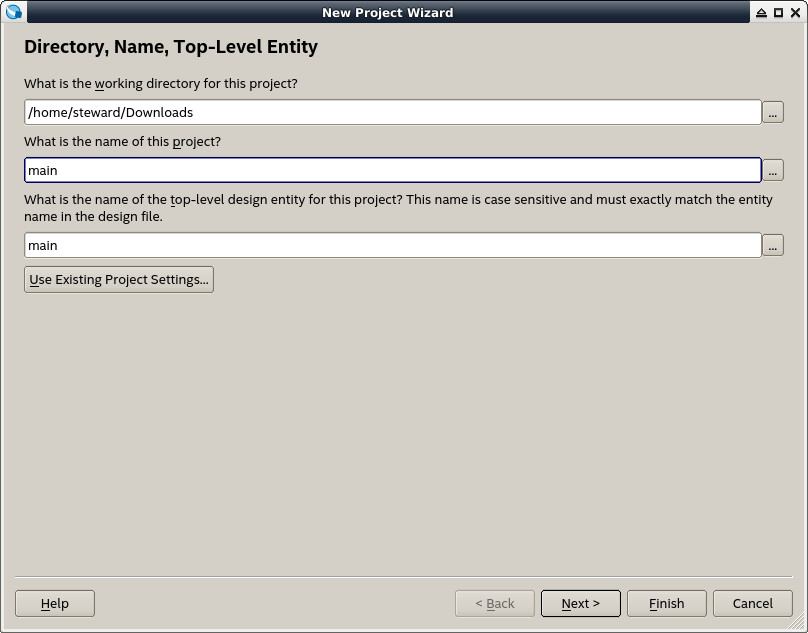 New Project Wizard
Directory, Name, Top-Level Entity
What is the working directory for this project?
/home/steward/Downloads
...
What is the name of this project?
main
...
What is the name of the top-level design entity for this project? This name is case sensitive and must exactly match the entity
name in the design file.
main
...
Use Existing Project Settings...
Help
< Back
Next >
Finish
Cancel